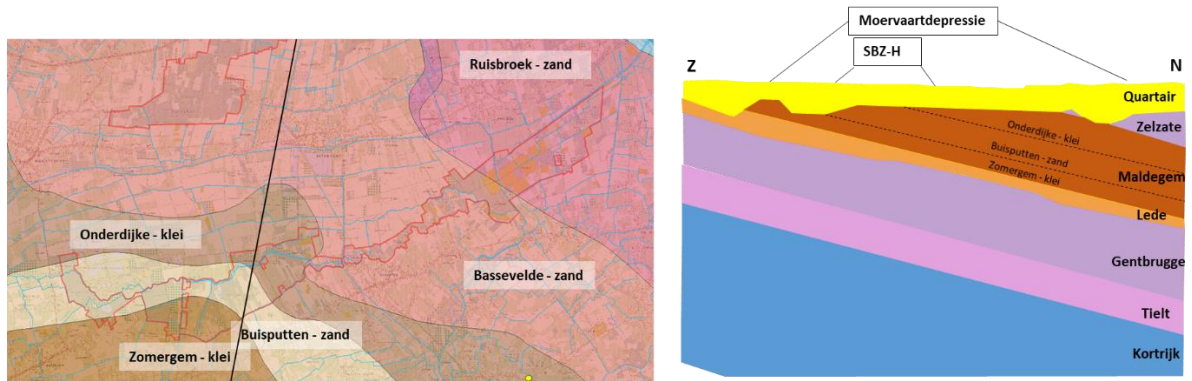 Ruisbroek - zand
Onderdijke - klei
Bassevelde - zand
Buisputten - zand
Zomergem - klei
Moervaartdepressie
SBZ-H
Z
N
Quartair
Onderdijke - klei
Zelzate
Buisputten - zand
Zomergem - klei
Maldegem
Lede
Gentbrugge
Tielt
Kortrijk